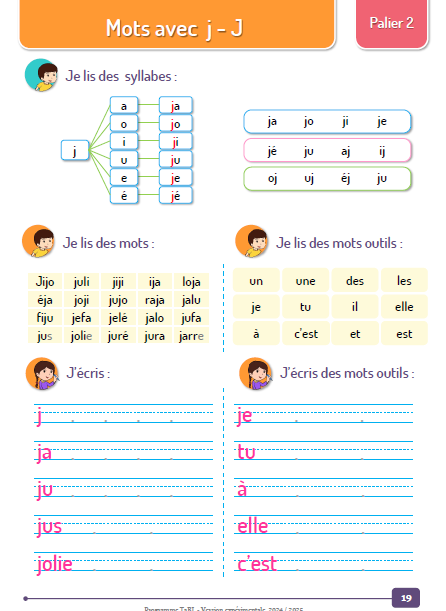 Mots avec j - J
Palier 2
Je lis des syllabes :
a ja
o jo
j i ji
u ju
e je
é jé
ja jo ji je
jé ju aj ij
oj uj éj ju
Je lis des mots :
Jijo juli jiji ija loja
éja joji jujo raja jalu
fiju jefa jelé jalo jufa
jus jolie juré jura jarre
Je lis des mots outils :
un une des les
je tu il elle
à c'est et est
J'écris :
j
ja
ju
jus
jolie
J'écris des mots outils :
je
tu
à
elle
c'est
19
Programme TaRL - Version expérimentale 2024 / 2025